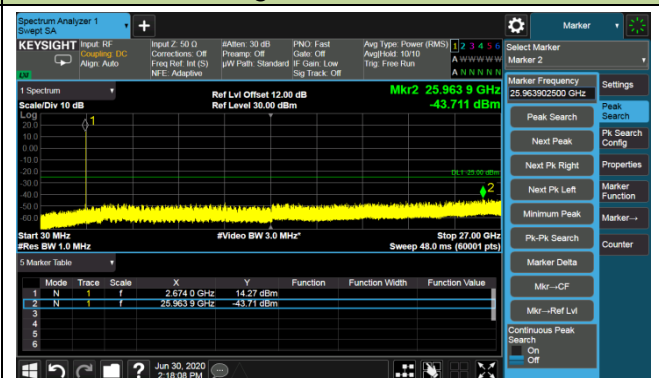 Spectrum Analyzer 1
Swept SA
+
Marker
KEYSIGHT
Input: RF
Coupling: DC
Align: Auto
Input Z: 50 Ω
Corrections: Off
Freq Ref: Int (S)
NFE: Adaptive
#Atten: 30 dB
Preamp: Off
µW Path: Standard
PNO: Fast
Gate: Off
IF Gain: Low
Sig Track: Off
Avg Type: Power (RMS)
Avg|Hold: 10/10
Trig: Free Run
1 2 3 4 5 6
A W W W W W
A N N N N N
LXI
Select Marker
Marker 2
1 Spectrum
Scale/Div 10 dB
Ref Lvl Offset 12.00 dB
Ref Level 30.00 dBm
Mkr2 25.963 9 GHz
-43.711 dBm
Log
20.0
10.0
0.00
-10.0
-20.0
-30.0
-40.0
-50.0
-60.0
1
DL1 -25.00 dBm
2
Start 30 MHz
#Res BW 1.0 MHz
#Video BW 3.0 MHz*
Stop 27.00 GHz
Sweep 48.0 ms (60001 pts)
5 Marker Table
Mode Trace Scale X Y Function Function Width Function Value
1 N 1 f 2.674 0 GHz 14.27 dBm
2 N 1 f 25.963 9 GHz -43.71 dBm
3
4
5
6
Marker Frequency
25.963902500 GHz
Peak Search
Next Peak
Next Pk Right
Next Pk Left
Minimum Peak
Pk-Pk Search
Marker Delta
Mkr→CF
Mkr→Ref Lvl
Continuous Peak
Search
On
Off
Settings
Peak
Search
Pk Search
Config
Properties
Marker
Function
Marker→
Counter
?
Jun 30, 2020
2:18:08 PM